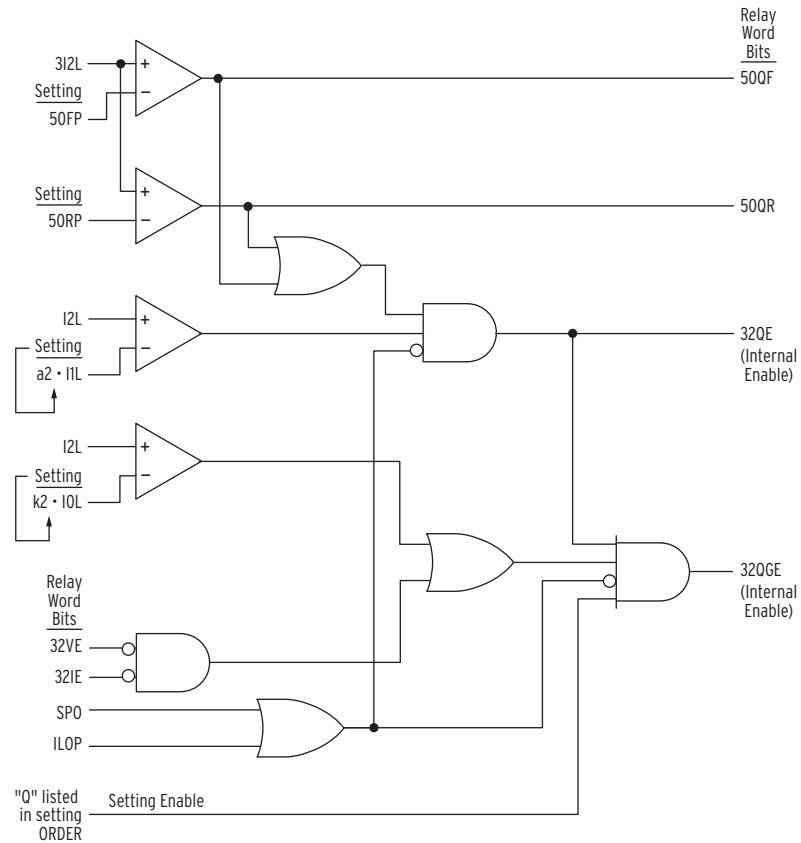 Relay
Word
Bits
3I2L
+
50QF
Setting
−
50FP
Setting
+
50RP
−
50QR
I2L
+
Setting
−
a2 • I1L
32QE
(Internal
Enable)
I2L
+
Setting
−
k2 • I0L
32QGE
(Internal
Enable)
Relay
Word
Bits
32VE
32IE
SPO
ILOP
"Q" listed
in setting
ORDER
Setting Enable